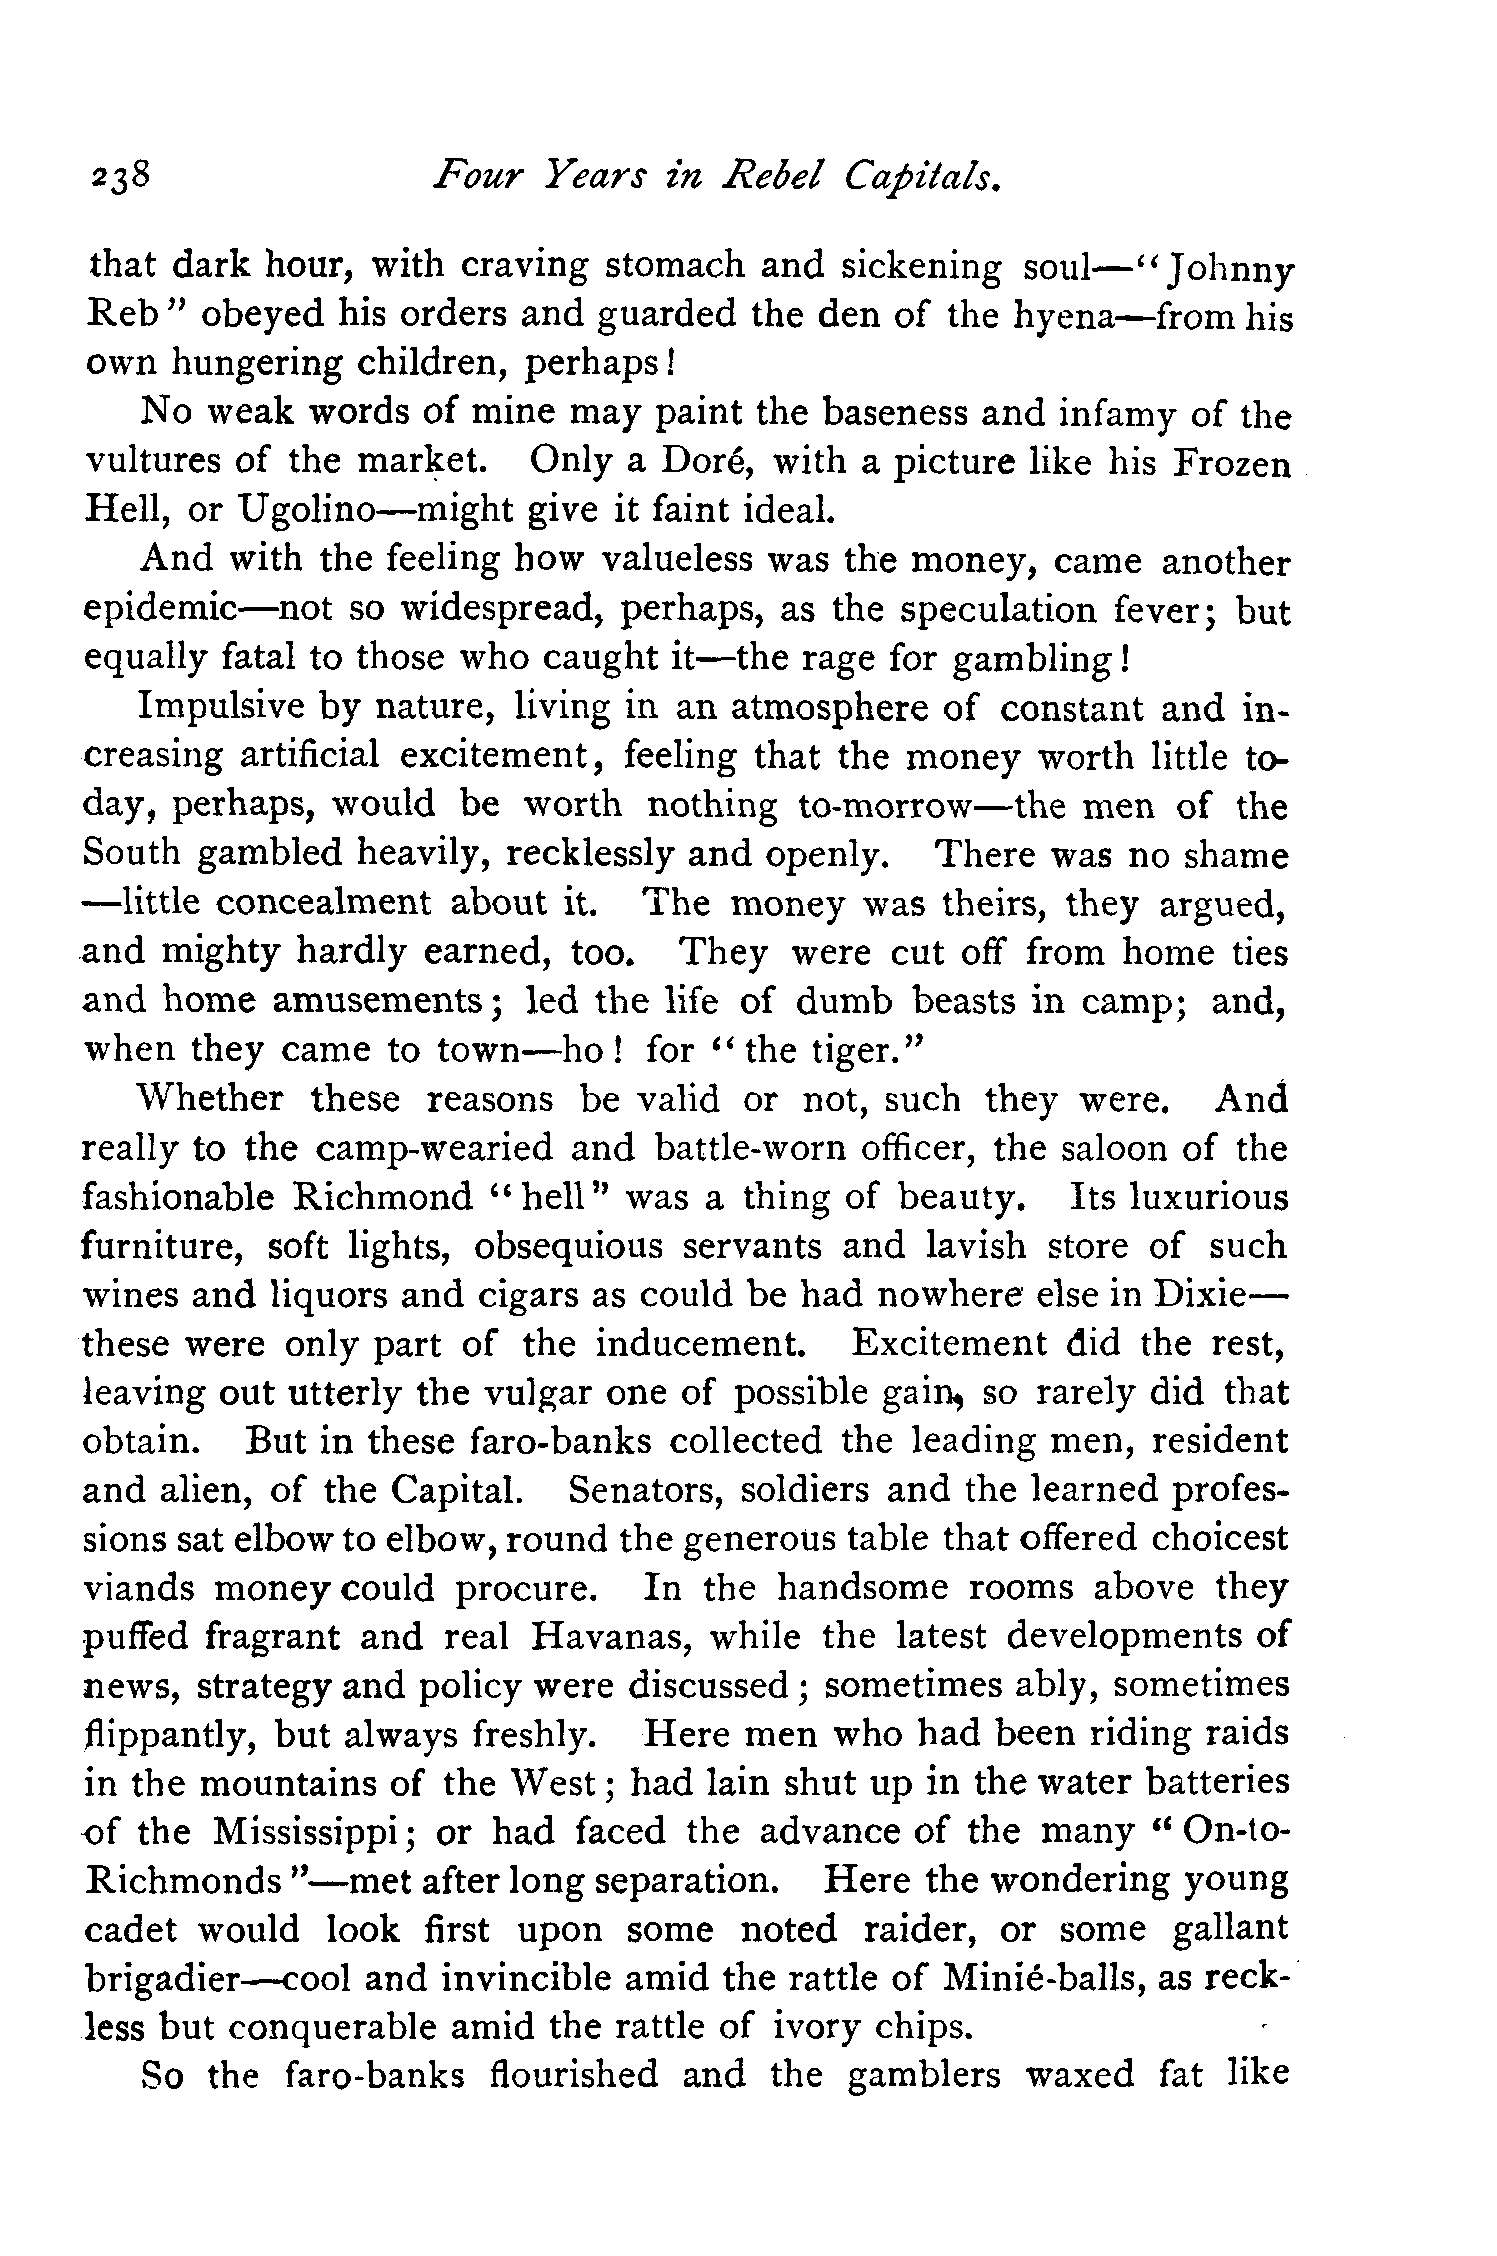 238 Four Years in Rebel Capitals.
that dark hour, with craving stomach and sickening soul—“Johnny
Reb” obeyed his orders and guarded the den of the hyena—from his
own hungering children, perhaps!
No weak words of mine may paint the baseness and infamy of the
vultures of the market. Only a Doré, with a picture like his Frozen
Hell, or Ugolino—might give it faint ideal.
And with the feeling how valueless was the money, came another
epidemic—not so widespread, perhaps, as the speculation fever; but
equally fatal to those who caught it—the rage for gambling!
Impulsive by nature, living in an atmosphere of constant and in-
creasing artificial excitement, feeling that the money worth little to-
day, perhaps, would be worth nothing to-morrow—the men of the
South gambled heavily, recklessly and openly. There was no shame
—little concealment about it. The money was theirs, they argued,
and mighty hardly earned, too. They were cut off from home ties
and home amusements; led the life of dumb beasts in camp; and,
when they came to town—ho! for “the tiger.”
Whether these reasons be valid or not, such they were. And
really to the camp-wearied and battle-worn officer, the saloon of the
fashionable Richmond “hell” was a thing of beauty. Its luxurious
furniture, soft lights, obsequious servants and lavish store of such
wines and liquors and cigars as could be had nowhere else in Dixie—
these were only part of the inducement. Excitement did the rest,
leaving out utterly the vulgar one of possible gain, so rarely did that
obtain. But in these faro-banks collected the leading men, resident
and alien, of the Capital. Senators, soldiers and the learned profes-
sions sat elbow to elbow, round the generous table that offered choicest
viands money could procure. In the handsome rooms above they
puffed fragrant and real Havanas, while the latest developments of
news, strategy and policy were discussed; sometimes ably, sometimes
flippantly, but always freshly. Here men who had been riding raids
in the mountains of the West; had lain shut up in the water batteries
of the Mississippi; or had faced the advance of the many “On-to-
Richmonds”—met after long separation. Here the wondering young
cadet would look first upon some noted raider, or some gallant
brigadier—cool and invincible amid the rattle of Minié-balls, as reck-
less but conquerable amid the rattle of ivory chips.
So the faro-banks flourished and the gamblers waxed fat like